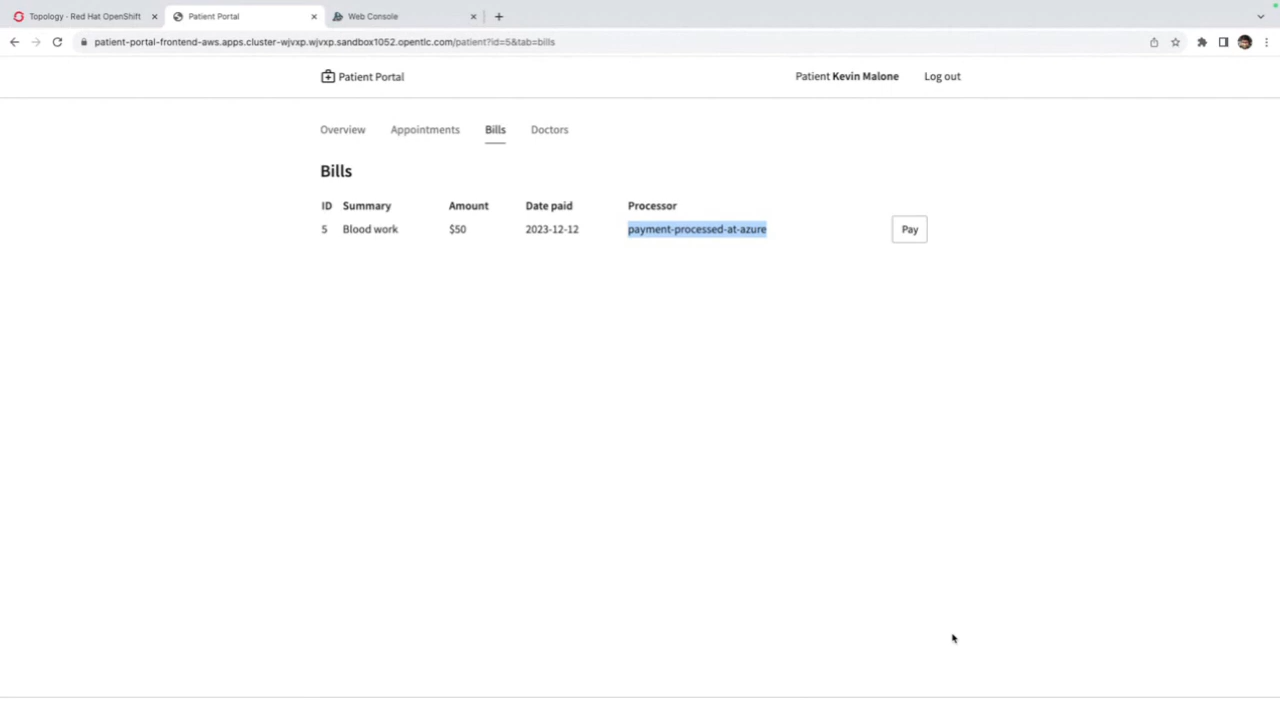 Topology · Red Hat OpenShift
Patient Portal
Web Console
patient-portal-frontend-aws.apps.cluster-wjvxp.wjvxp.sandbox1052.opentlc.com/patient?id=5&tab=bills
Patient Portal
Patient Kevin Malone
Log out
Overview
Appointments
Bills
Doctors
Bills
ID Summary Amount Date paid Processor
5 Blood work $50 2023-12-12 payment-processed-at-azure Pay